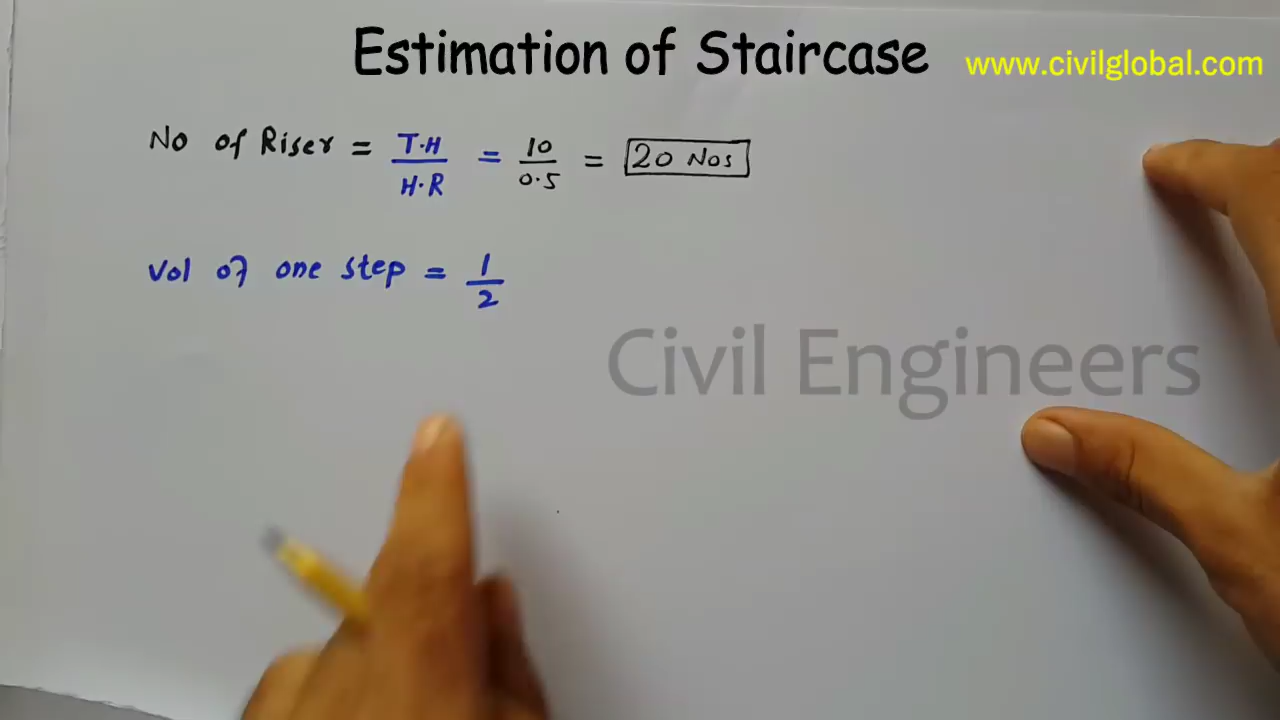 Estimation of Staircase
www.civilglobal.com
No of Riser = T.H / H.R = 10 / 0.5 = 20 Nos
Vol of one step = 1 / 2
Civil Engineers